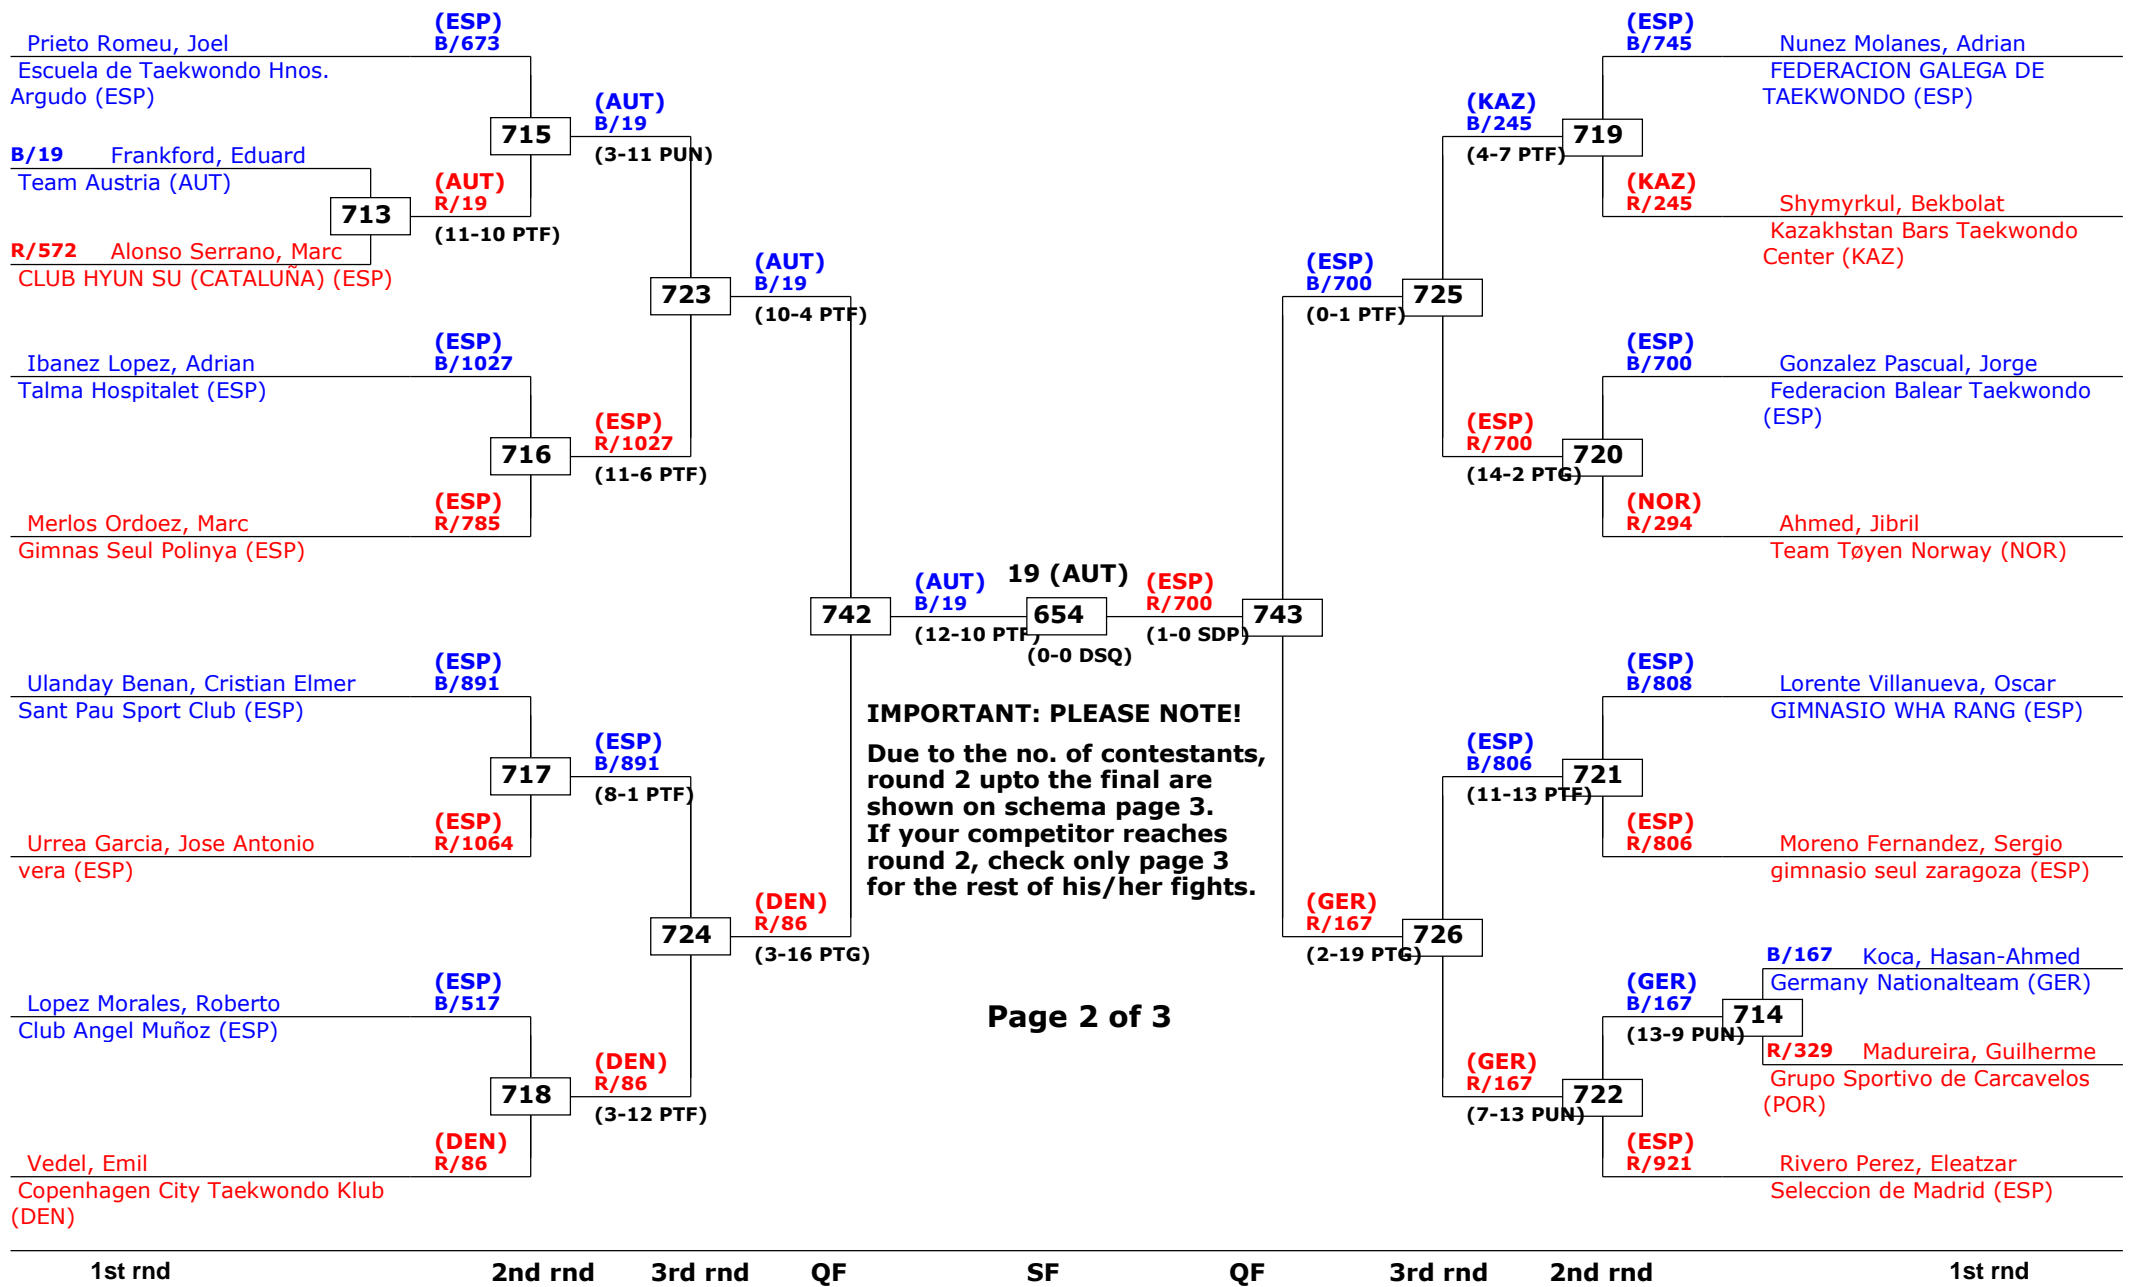 (ESP)
B/673
Prieto Romeu, Joel
Escuela de Taekwondo Hnos.
Argudo (ESP)
715
(AUT)
B/19
(3-11 PUN)
B/19 Frankford, Eduard
Team Austria (AUT)
713
(AUT)
R/19
(11-10 PTF)
R/572 Alonso Serrano, Marc
CLUB HYUN SU (CATALUÑA) (ESP)
723
(AUT)
B/19
(10-4 PTF)
(ESP)
B/1027
Ibanez Lopez, Adrian
Talma Hospitalet (ESP)
716
(ESP)
R/1027
(11-6 PTF)
(ESP)
R/785
Merlos Ordoez, Marc
Gimnas Seul Polinya (ESP)
742
(AUT)
B/19
(12-10 PTF)
19 (AUT)
654
(0-0 DSQ)
(ESP)
R/700
(1-0 SDP)
743
(ESP)
B/891
Ulanday Benan, Cristian Elmer
Sant Pau Sport Club (ESP)
717
(ESP)
B/891
(8-1 PTF)
(ESP)
R/1064
Urrea Garcia, Jose Antonio
vera (ESP)
724
(DEN)
R/86
(3-16 PTG)
(ESP)
B/517
Lopez Morales, Roberto
Club Angel Muñoz (ESP)
718
(DEN)
R/86
(3-12 PTF)
(DEN)
R/86
Vedel, Emil
Copenhagen City Taekwondo Klub
(DEN)
IMPORTANT: PLEASE NOTE!
Due to the no. of contestants,
round 2 upto the final are
shown on schema page 3.
If your competitor reaches
round 2, check only page 3
for the rest of his/her fights.
Page 2 of 3
(ESP)
B/745
Nunez Molanes, Adrian
FEDERACION GALEGA DE
TAEKWONDO (ESP)
(KAZ)
B/245
(4-7 PTF)
719
(KAZ)
R/245
Shymyrkul, Bekbolat
Kazakhstan Bars Taekwondo
Center (KAZ)
(ESP)
B/700
(0-1 PTF)
725
(ESP)
B/700
Gonzalez Pascual, Jorge
Federacion Balear Taekwondo
(ESP)
(ESP)
R/700
(14-2 PTG)
720
(NOR)
R/294
Ahmed, Jibril
Team Tøyen Norway (NOR)
(ESP)
B/808
Lorente Villanueva, Oscar
GIMNASIO WHA RANG (ESP)
(ESP)
B/806
(11-13 PTF)
721
(ESP)
R/806
Moreno Fernandez, Sergio
gimnasio seul zaragoza (ESP)
(GER)
R/167
(2-19 PTG)
726
B/167 Koca, Hasan-Ahmed
Germany Nationalteam (GER)
(GER)
B/167
(13-9 PUN)
714
R/329 Madureira, Guilherme
Grupo Sportivo de Carcavelos
(POR)
(GER)
R/167
(7-13 PUN)
722
(ESP)
R/921
Rivero Perez, Eleatzar
Seleccion de Madrid (ESP)
1st rnd 2nd rnd 3rd rnd QF SF QF 3rd rnd 2nd rnd 1st rnd